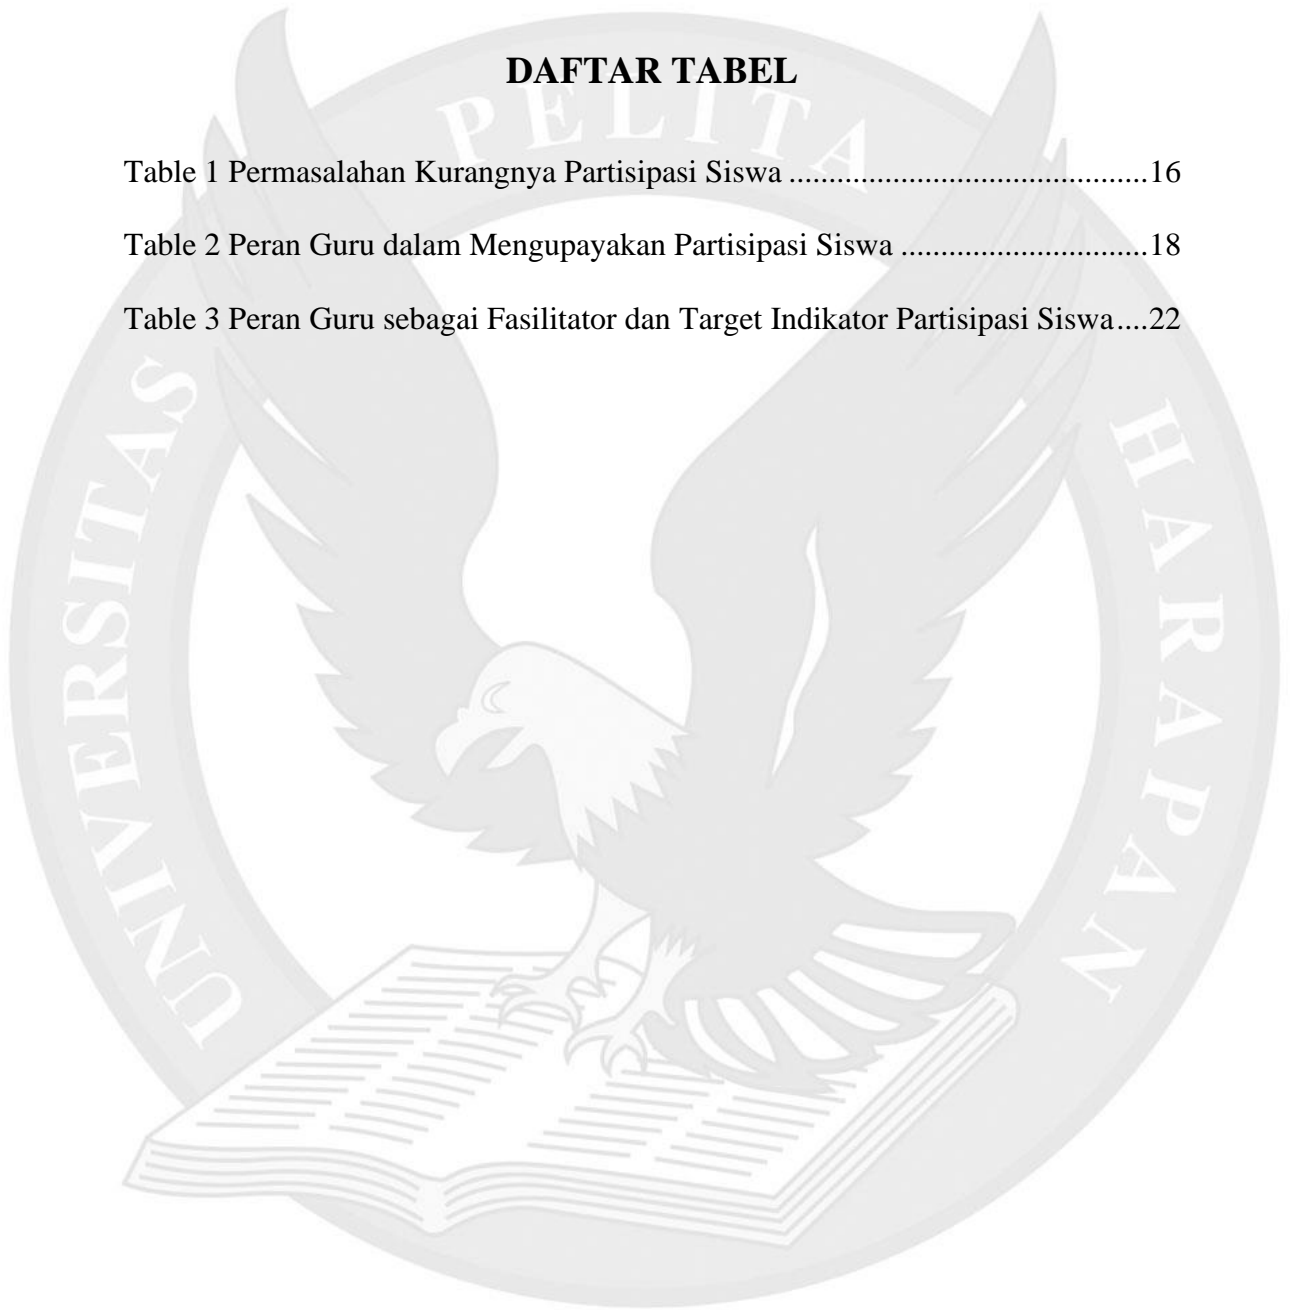 DAFTAR TABEL
Table 1 Permasalahan Kurangnya Partisipasi Siswa .............................................16
Table 2 Peran Guru dalam Mengupayakan Partisipasi Siswa ...............................18
Table 3 Peran Guru sebagai Fasilitator dan Target Indikator Partisipasi Siswa....22
UNIVERSITAS PELITA HARAPAN